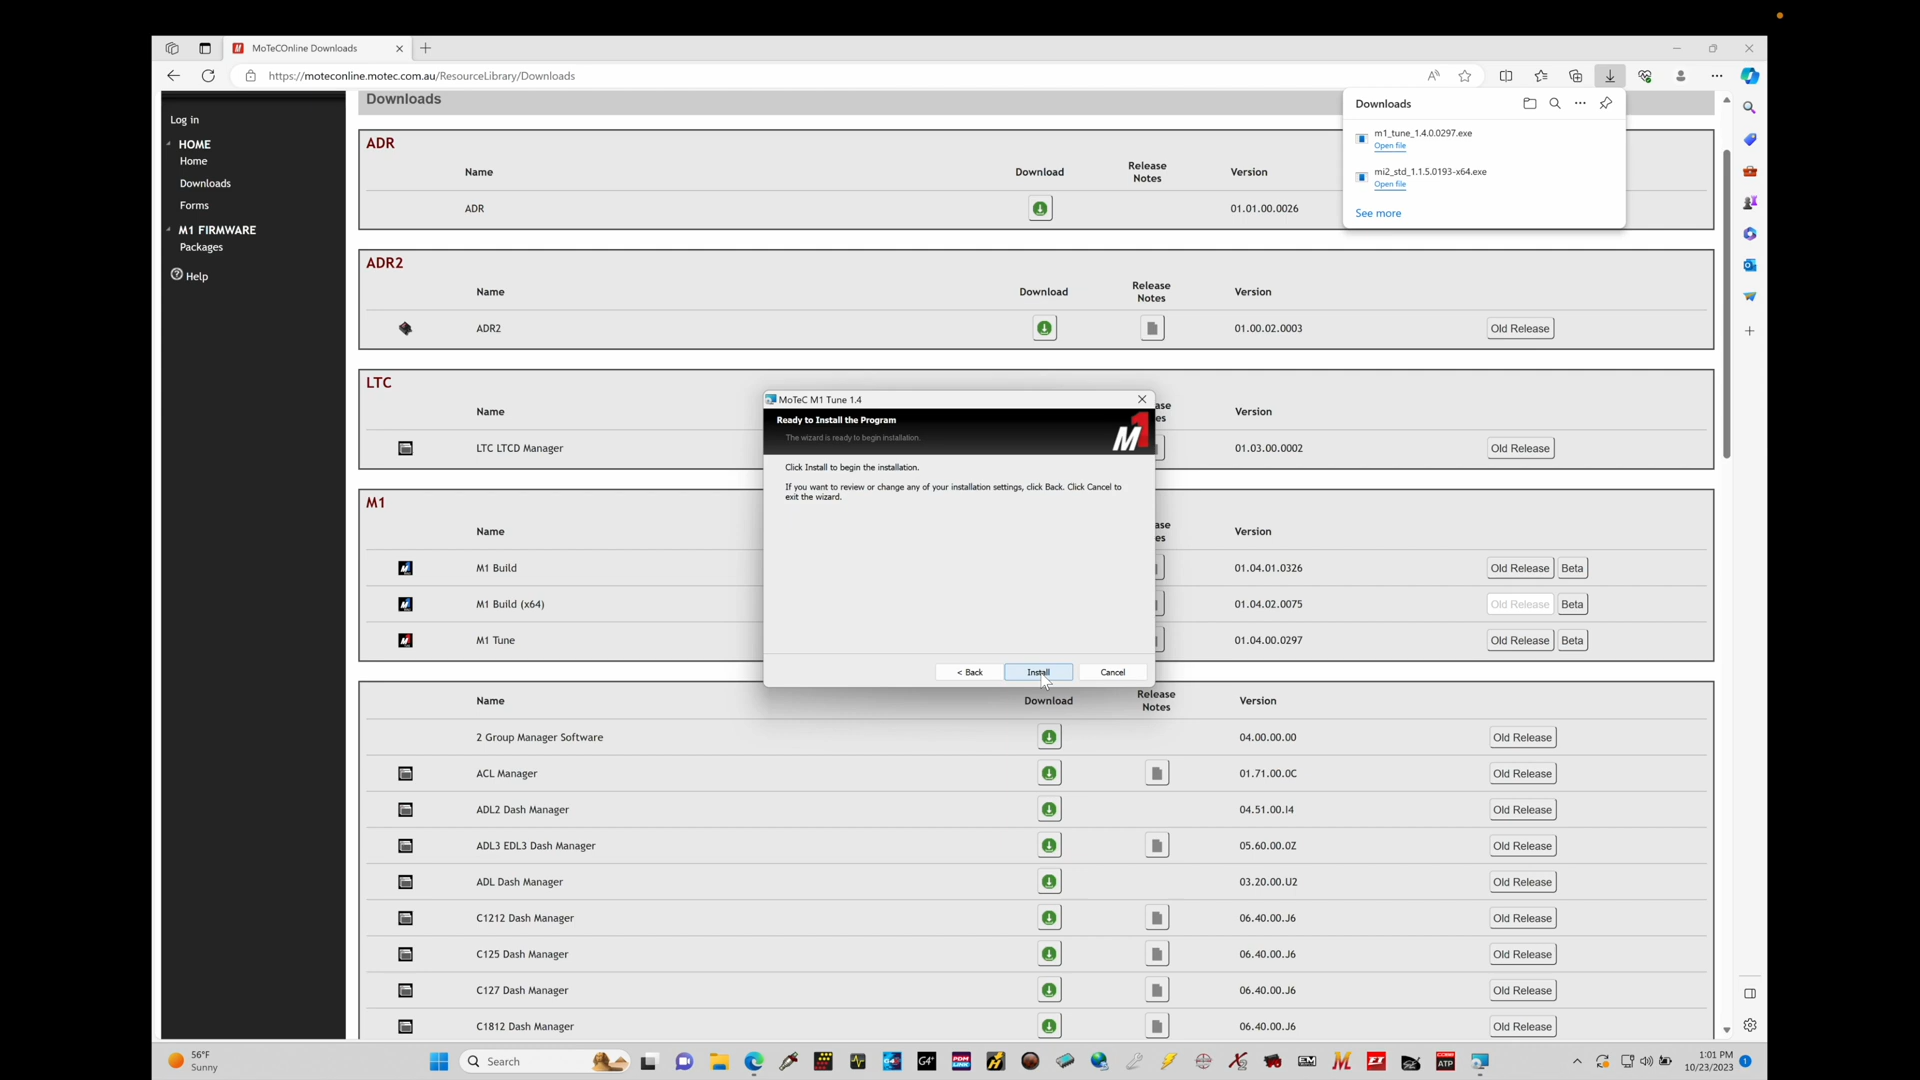 MoTeCOnline Downloads
https://moteconline.motec.com.au/ResourceLibrary/Downloads
Downloads
m1_tune_1.4.0.0297.exe
Open file
mi2_std_1.1.5.0193-x64.exe
Open file
See more
Log in
HOME
Home
Downloads
Forms
M1 FIRMWARE
Packages
Help
Downloads
ADR
Name Download Release Notes Version
ADR 01.01.00.0026
ADR2
Name Download Release Notes Version
ADR2 01.00.02.0003 Old Release
LTC
Name Version
LTC LTCD Manager 01.03.00.0002 Old Release
M1
Name Version
M1 Build 01.04.01.0326 Old Release Beta
M1 Build (x64) 01.04.02.0075 Old Release Beta
M1 Tune 01.04.00.0297 Old Release Beta
MoTeC M1 Tune 1.4
Ready to Install the Program
The wizard is ready to begin installation.
M1
Click Install to begin the installation.
If you want to review or change any of your installation settings, click Back. Click Cancel to
exit the wizard.
< Back Install Cancel
Name Download Release Notes Version
2 Group Manager Software 04.00.00.00 Old Release
ACL Manager 01.71.00.0C Old Release
ADL2 Dash Manager 04.51.00.I4 Old Release
ADL3 EDL3 Dash Manager 05.60.00.0Z Old Release
ADL Dash Manager 03.20.00.U2 Old Release
C1212 Dash Manager 06.40.00.J6 Old Release
C125 Dash Manager 06.40.00.J6 Old Release
C127 Dash Manager 06.40.00.J6 Old Release
C1812 Dash Manager 06.40.00.J6 Old Release
56°F
Sunny
Search
1:01 PM
10/23/2023